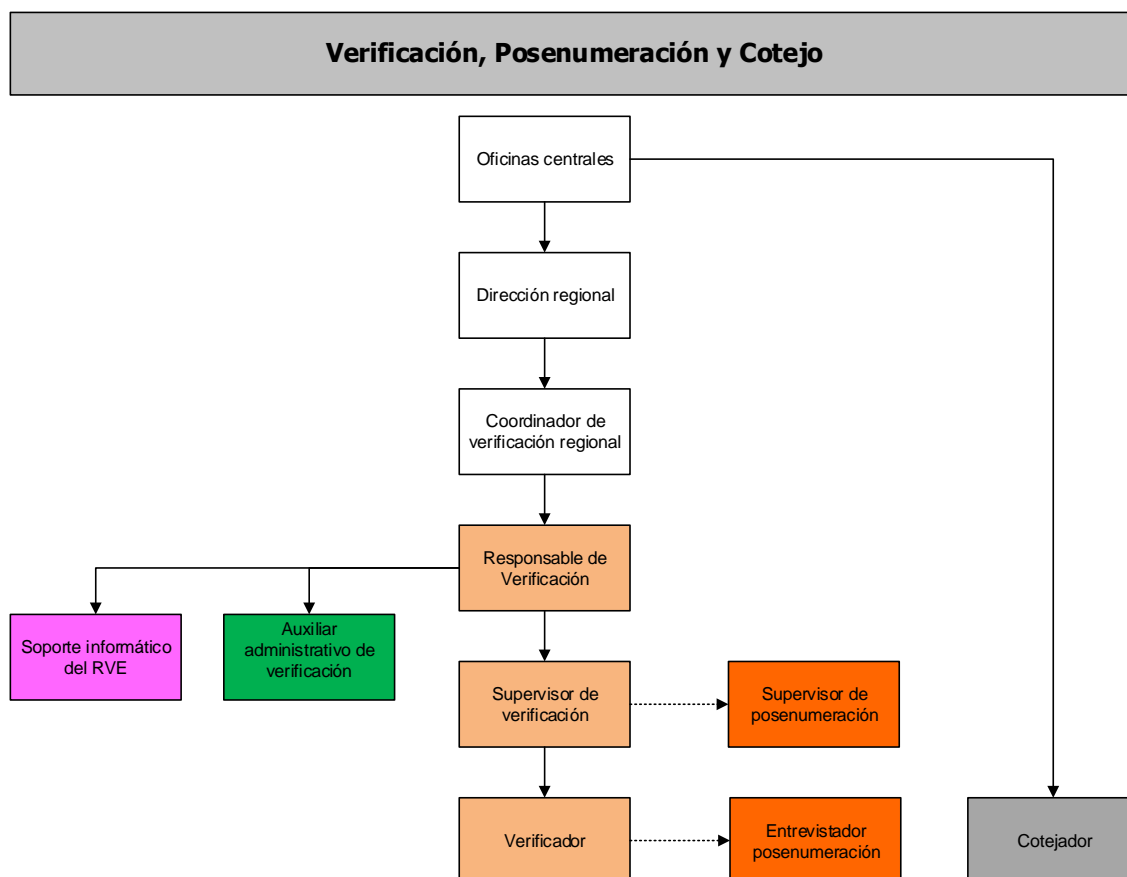 Verificación, Posenumeración y Cotejo
Oficinas centrales
Dirección regional
Coordinador de
verificación regional
Responsable de
Verificación
Soporte informático
del RVE
Auxiliar
administrativo de
verificación
Supervisor de
verificación
Supervisor de
posenumeración
Verificador
Entrevistador
posenumeración
Cotejador